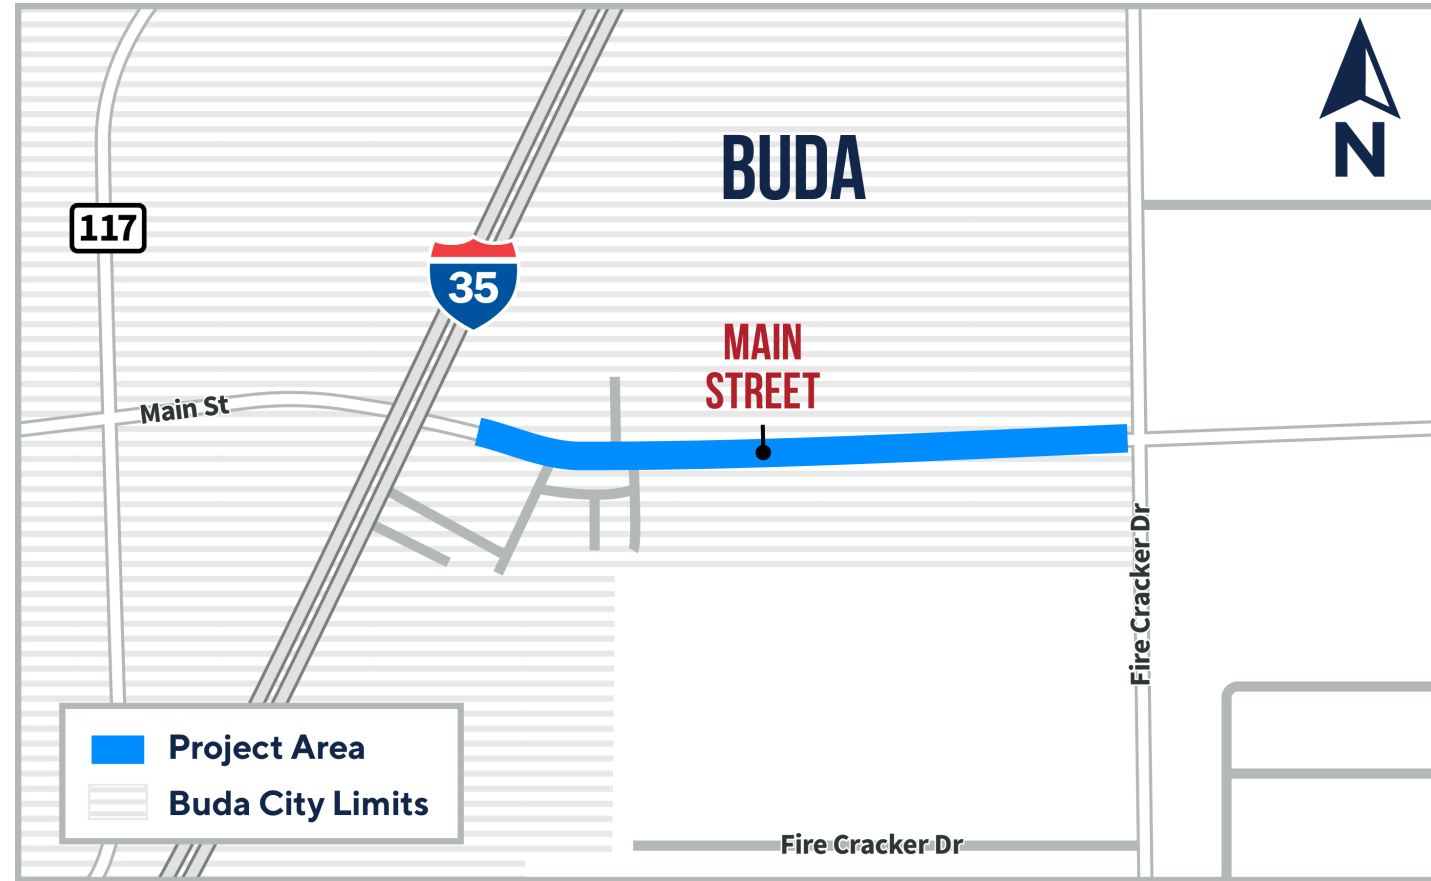 BUDA
N
117
35
MAIN
STREET
Main St
Fire Cracker Dr
Project Area
Buda City Limits
Fire Cracker Dr